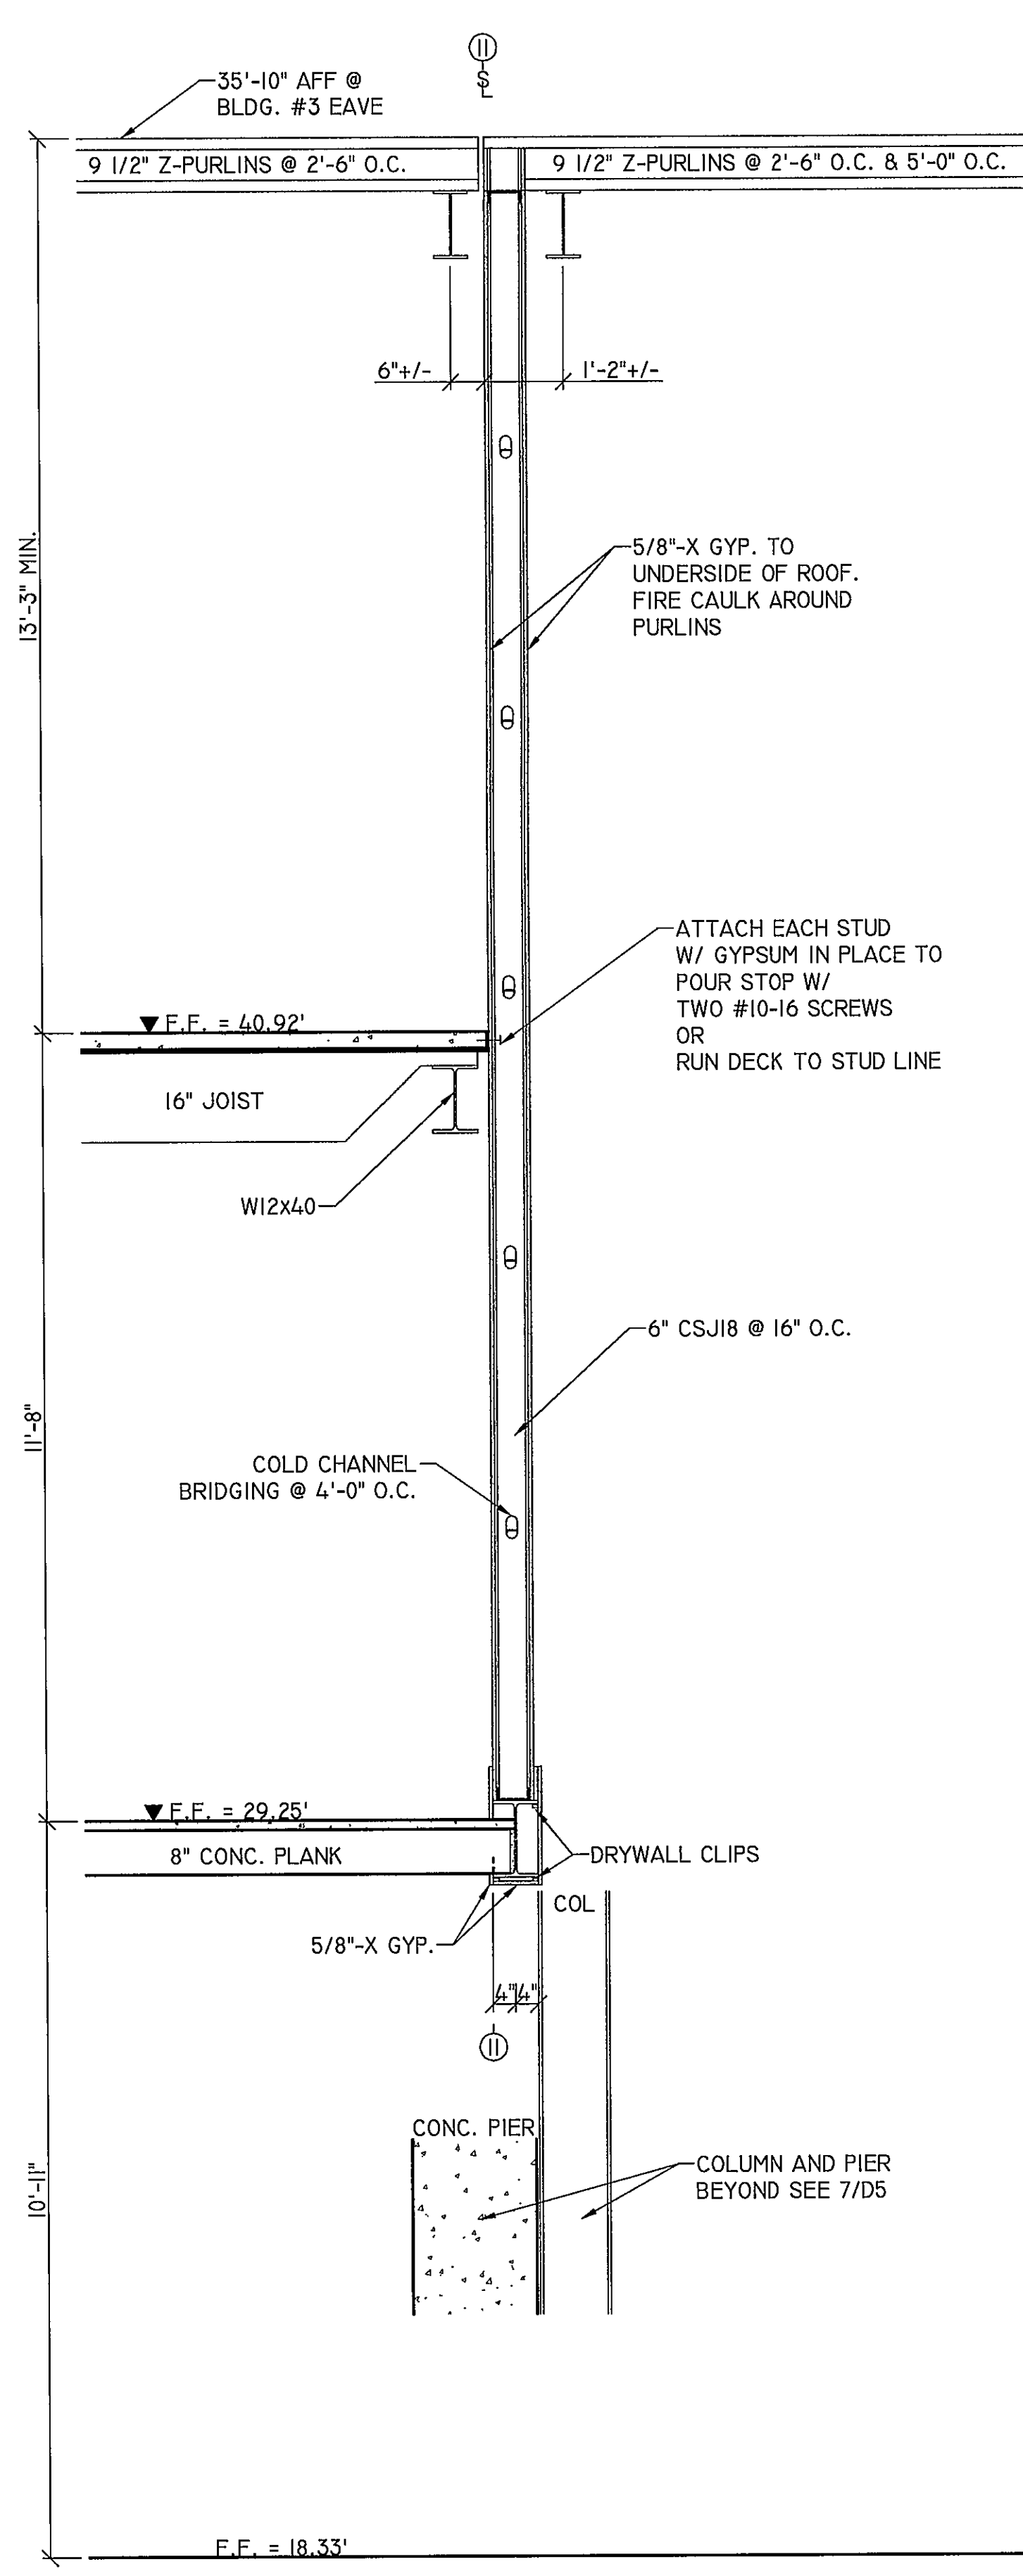 11
SL
35'-10" AFF @
BLDG. #3 EAVE
9 1/2" Z-PURLINS @ 2'-6" O.C.
9 1/2" Z-PURLINS @ 2'-6" O.C. & 5'-0" O.C.
6"+/-
1'-2"+/-
13'-3" MIN.
5/8"-X GYP. TO
UNDERSIDE OF ROOF.
FIRE CAULK AROUND
PURLINS
ATTACH EACH STUD
W/ GYPSUM IN PLACE TO
POUR STOP W/
TWO #10-16 SCREWS
OR
RUN DECK TO STUD LINE
F.F. = 40.92'
16" JOIST
W12x40
6" CSJ18 @ 16" O.C.
11'-8"
COLD CHANNEL
BRIDGING @ 4'-0" O.C.
F.F. = 29.25'
8" CONC. PLANK
DRYWALL CLIPS
COL
5/8"-X GYP.
4"
4"
11
CONC. PIER
COLUMN AND PIER
BEYOND SEE 7/D5
10'-11"
F.F. = 18.33'